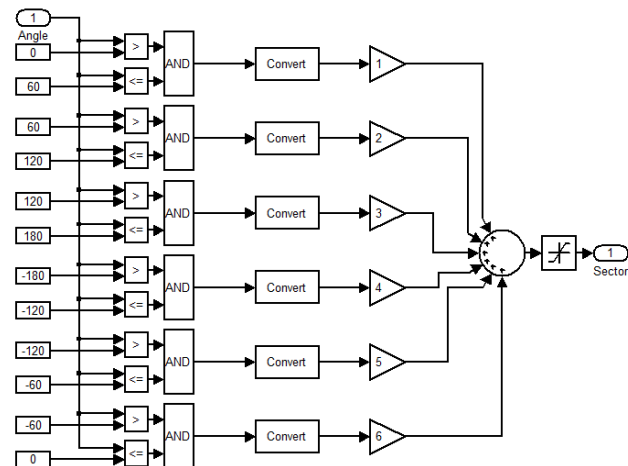 1
Angle
0
>
AND
Convert
1
60
<=
60
>
AND
Convert
2
120
<=
120
>
AND
Convert
3
180
<=
1
Sector
-180
>
AND
Convert
4
-120
<=
-120
>
AND
Convert
5
-60
<=
-60
>
AND
Convert
6
0
<=